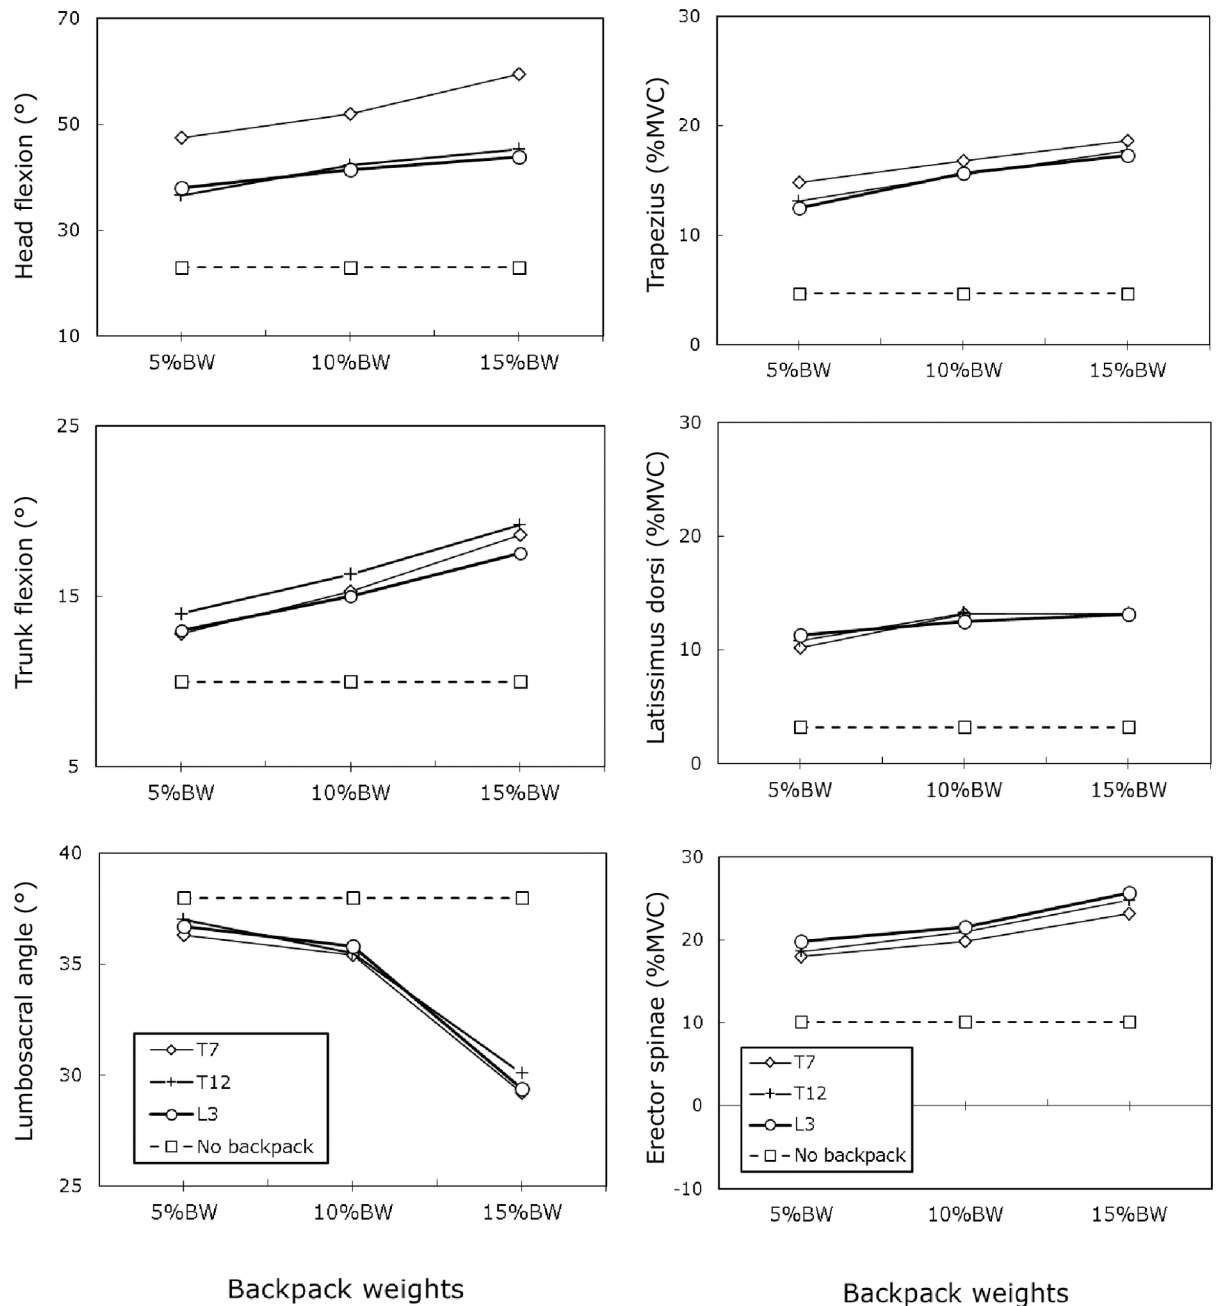 Head flexion (°)
70
50
30
10
5%BW 10%BW 15%BW
Trapezius (%MVC)
30
20
10
0
5%BW 10%BW 15%BW
Trunk flexion (°)
25
15
5
5%BW 10%BW 15%BW
Latissimus dorsi (%MVC)
30
20
10
0
5%BW 10%BW 15%BW
Lumbosacral angle (°)
40
35
30
25
T7
T12
L3
No backpack
5%BW 10%BW 15%BW
Backpack weights
Erector spinae (%MVC)
30
20
10
0
-10
T7
T12
L3
No backpack
5%BW 10%BW 15%BW
Backpack weights